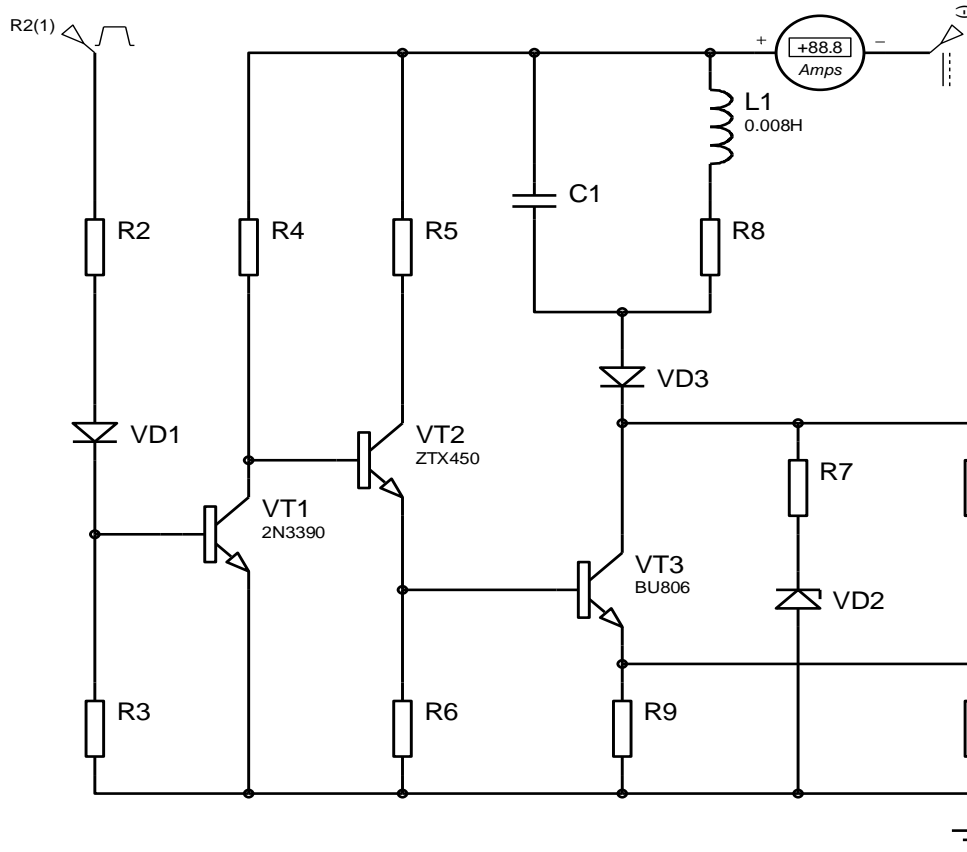 R2(1)
+ +88.8 −
Amps
L1
0.008H
C1
R2
R4
R5
R8
VD3
VD1
VT2
ZTX450
R7
VT1
2N3390
VT3
BU806
VD2
R3
R6
R9